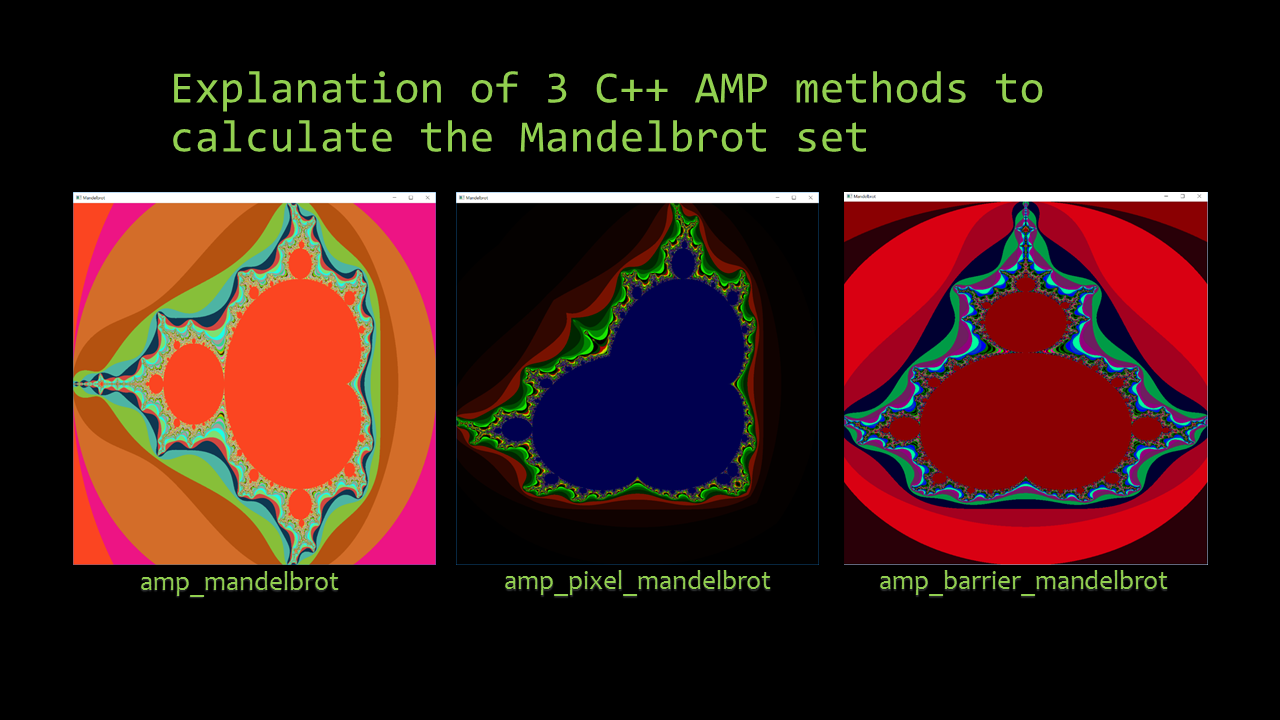 Explanation of 3 C++ AMP methods to
calculate the Mandelbrot set
Mandelbrot
Mandelbrot
Mandelbrot
amp_mandelbrot
amp_pixel_mandelbrot
amp_barrier_mandelbrot